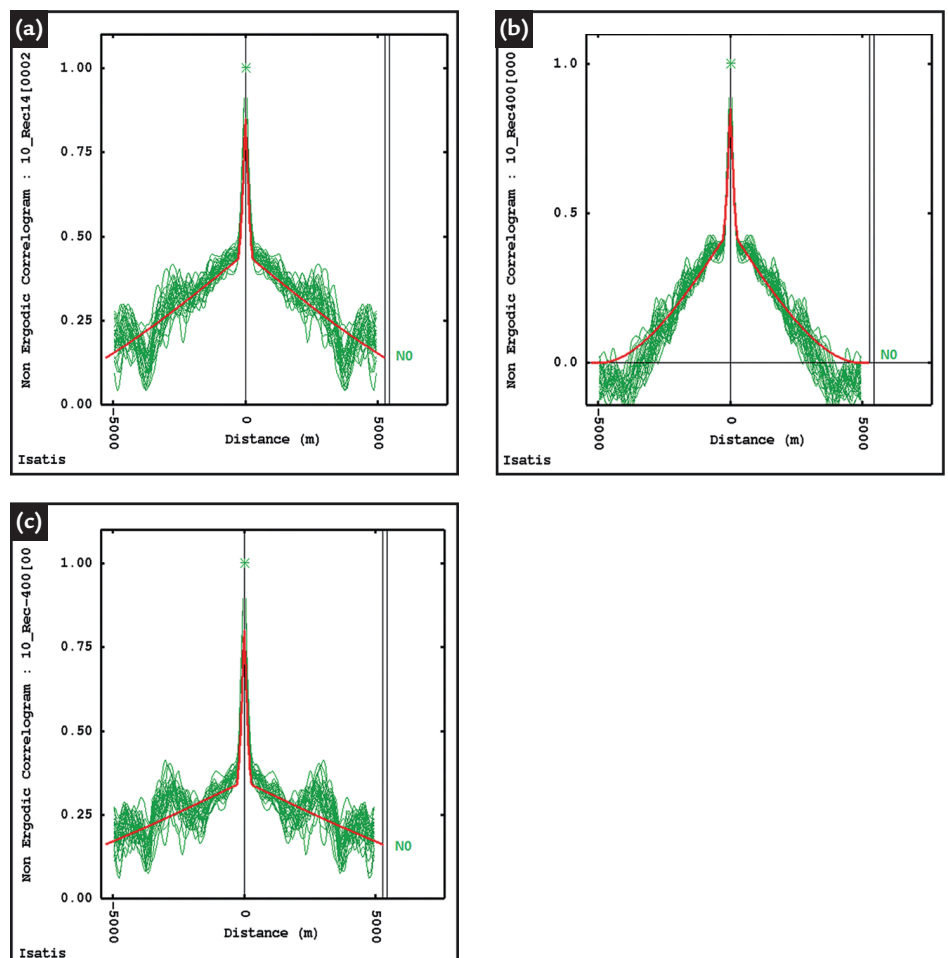 (a)
Non Ergodic Correlogram : 10_Rec14[0002
1.00
0.75
0.50
0.25
0.00
-5000
0
5000
Distance (m)
N0
Isatis
(b)
Non Ergodic Correlogram : 10_Rec400[000
1.0
0.5
0.0
-5000
0
5000
Distance (m)
N0
Isatis
(c)
Non Ergodic Correlogram : 10_Rec-400[00
1.00
0.75
0.50
0.25
0.00
-5000
0
5000
Distance (m)
N0
Isatis